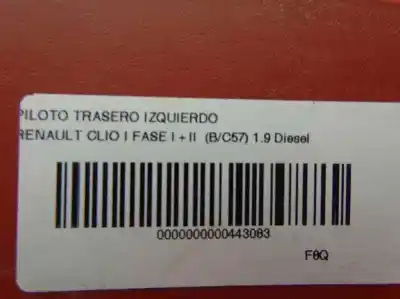 PILOTO TRASERO IZQUIERDO
RENAULT CLIO I FASE I + II (B/C57) 1.9 Diesel
0000000000443083
F8Q